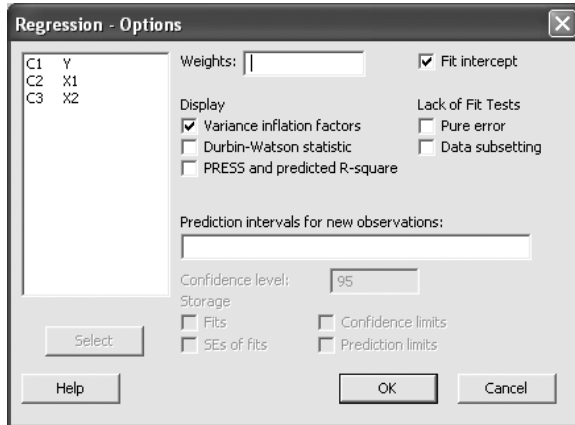 Regression - Options
C1 Y
C2 X1
C3 X2
Weights:
Fit intercept
Display
Variance inflation factors
Durbin-Watson statistic
PRESS and predicted R-square
Lack of Fit Tests
Pure error
Data subsetting
Prediction intervals for new observations:
Confidence level: 95
Storage
Fits
Confidence limits
SEs of fits
Prediction limits
Select
Help
OK
Cancel